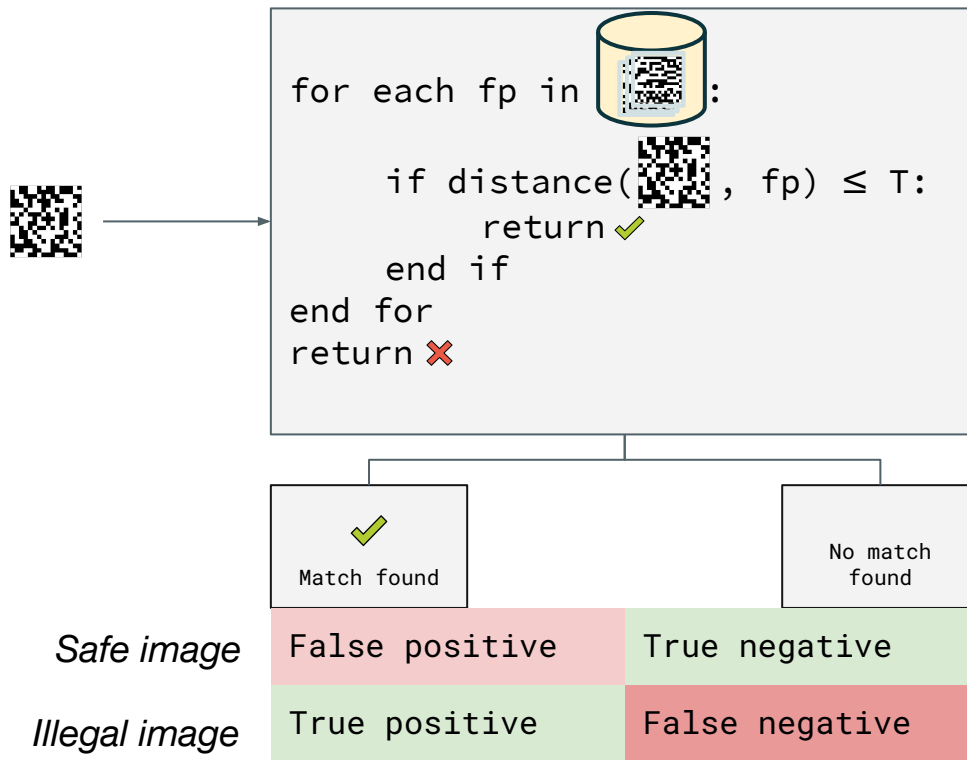 for each fp in :
if distance( , fp) ≤ T:
return
end if
end for
return
Match found
No match
found
Safe image
False positive
True negative
Illegal image
True positive
False negative